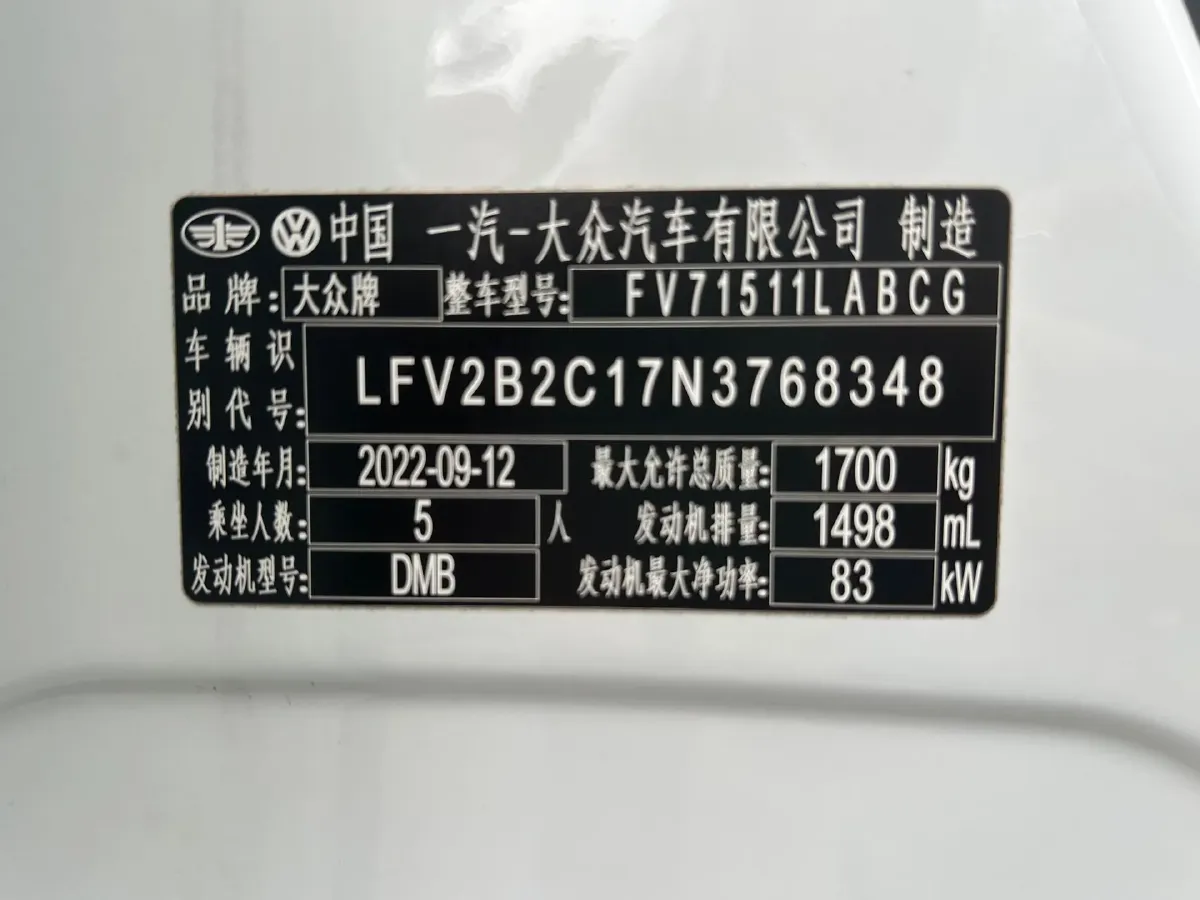 中国 一汽-大众汽车有限公司 制造
品牌: 大众牌 整车型号: FV71511LABCG
车辆识别代号: LFV2B2C17N3768348
制造年月: 2022-09-12 最大允许总质量: 1700 kg
乘坐人数: 5 人 发动机排量: 1498 mL
发动机型号: DMB 发动机最大净功率: 83 kW